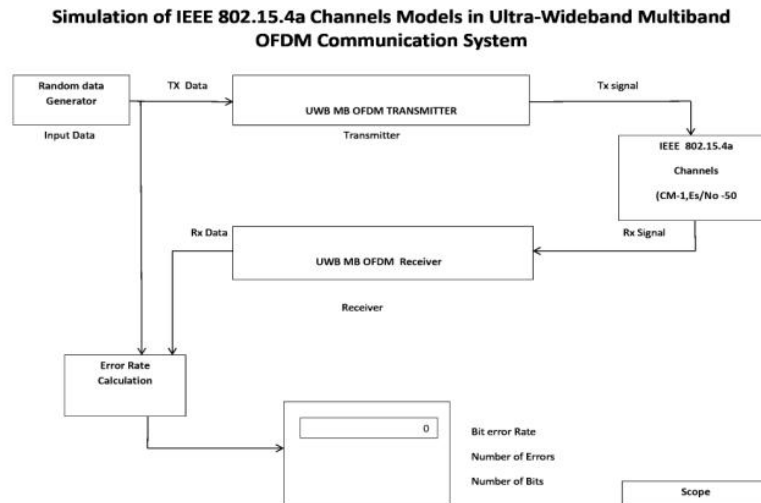 Simulation of IEEE 802.15.4a Channels Models in Ultra-Wideband Multiband
OFDM Communication System
Random data
Generator
TX Data
UWB MB OFDM TRANSMITTER
Tx signal
Input Data
Transmitter
IEEE 802.15.4a
Channels
(CM-1,Es/No -50
Rx Data
UWB MB OFDM Receiver
Rx Signal
Receiver
Error Rate
Calculation
0
Bit error Rate
Number of Errors
Number of Bits
Scope